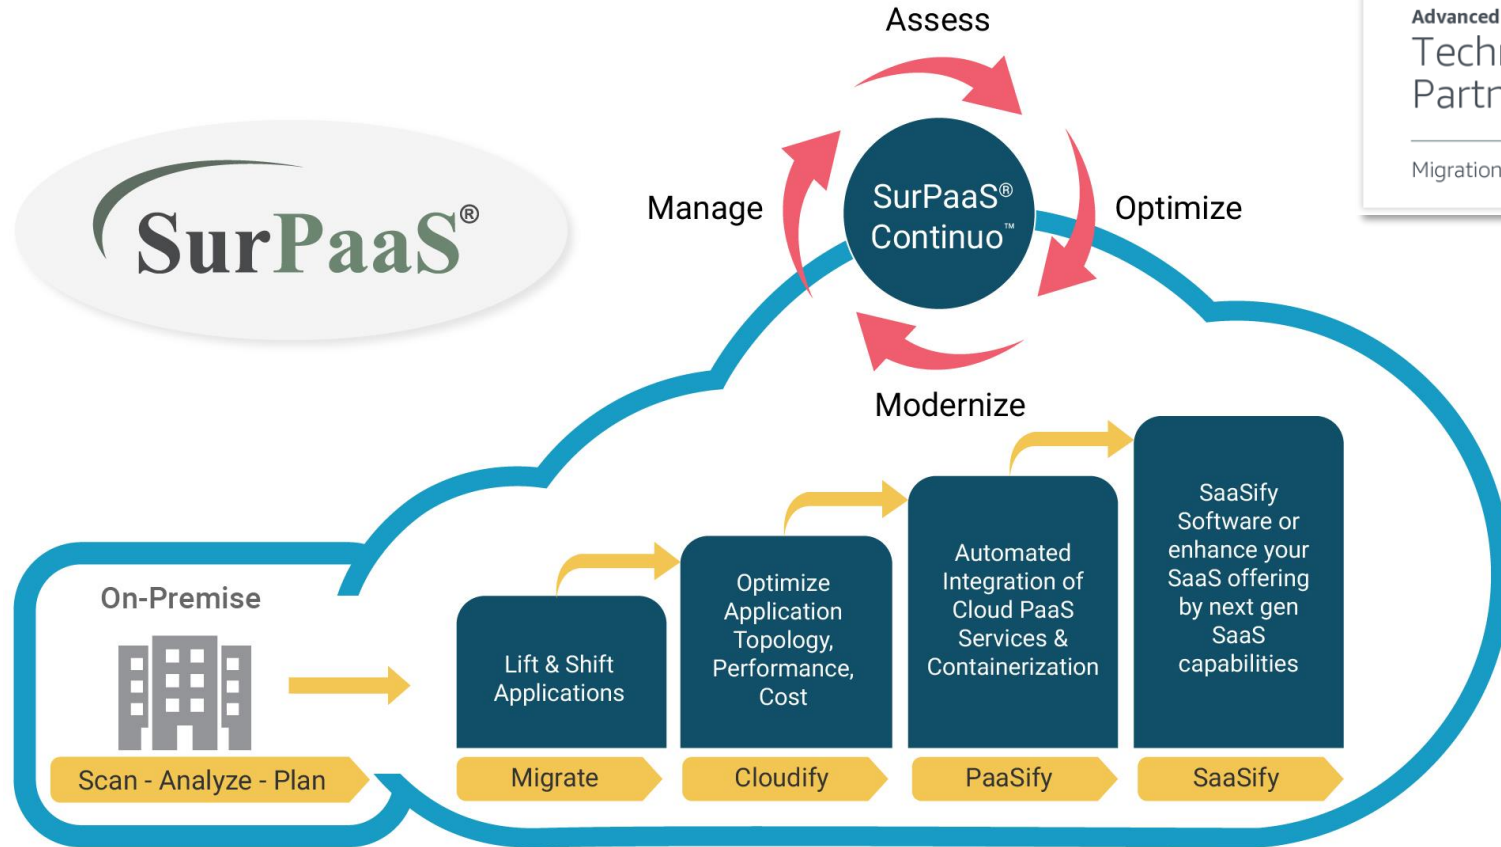 Assess
Advanced
SurPaaS®
Manage
SurPaaS®
Continuo™
Optimize
Migration
Modernize
On-Premise
Scan - Analyze - Plan
Lift & Shift
Applications
Migrate
Optimize
Application
Topology,
Performance,
Cost
Cloudify
Automated
Integration of
Cloud PaaS
Services &
Containerization
PaaSify
SaaSify
Software or
enhance your
SaaS offering
by next gen
SaaS
capabilities
SaaSify